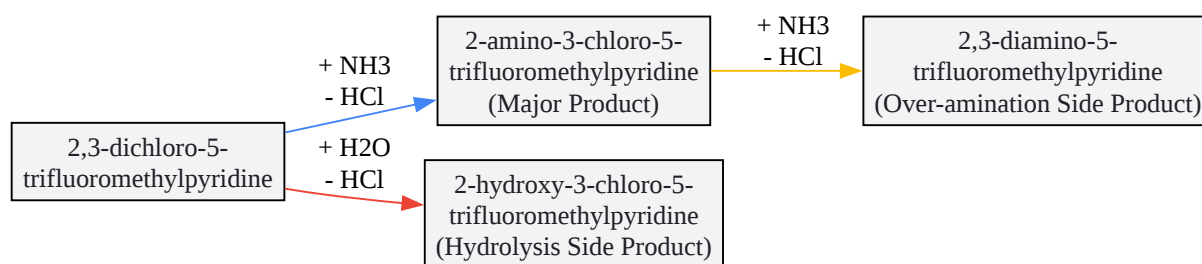 2,3-dichloro-5-
trifluoromethylpyridine
+ NH3
- HCl
2-amino-3-chloro-5-
trifluoromethylpyridine
(Major Product)
+ NH3
- HCl
2,3-diamino-5-
trifluoromethylpyridine
(Over-amination Side Product)
+ H2O
- HCl
2-hydroxy-3-chloro-5-
trifluoromethylpyridine
(Hydrolysis Side Product)